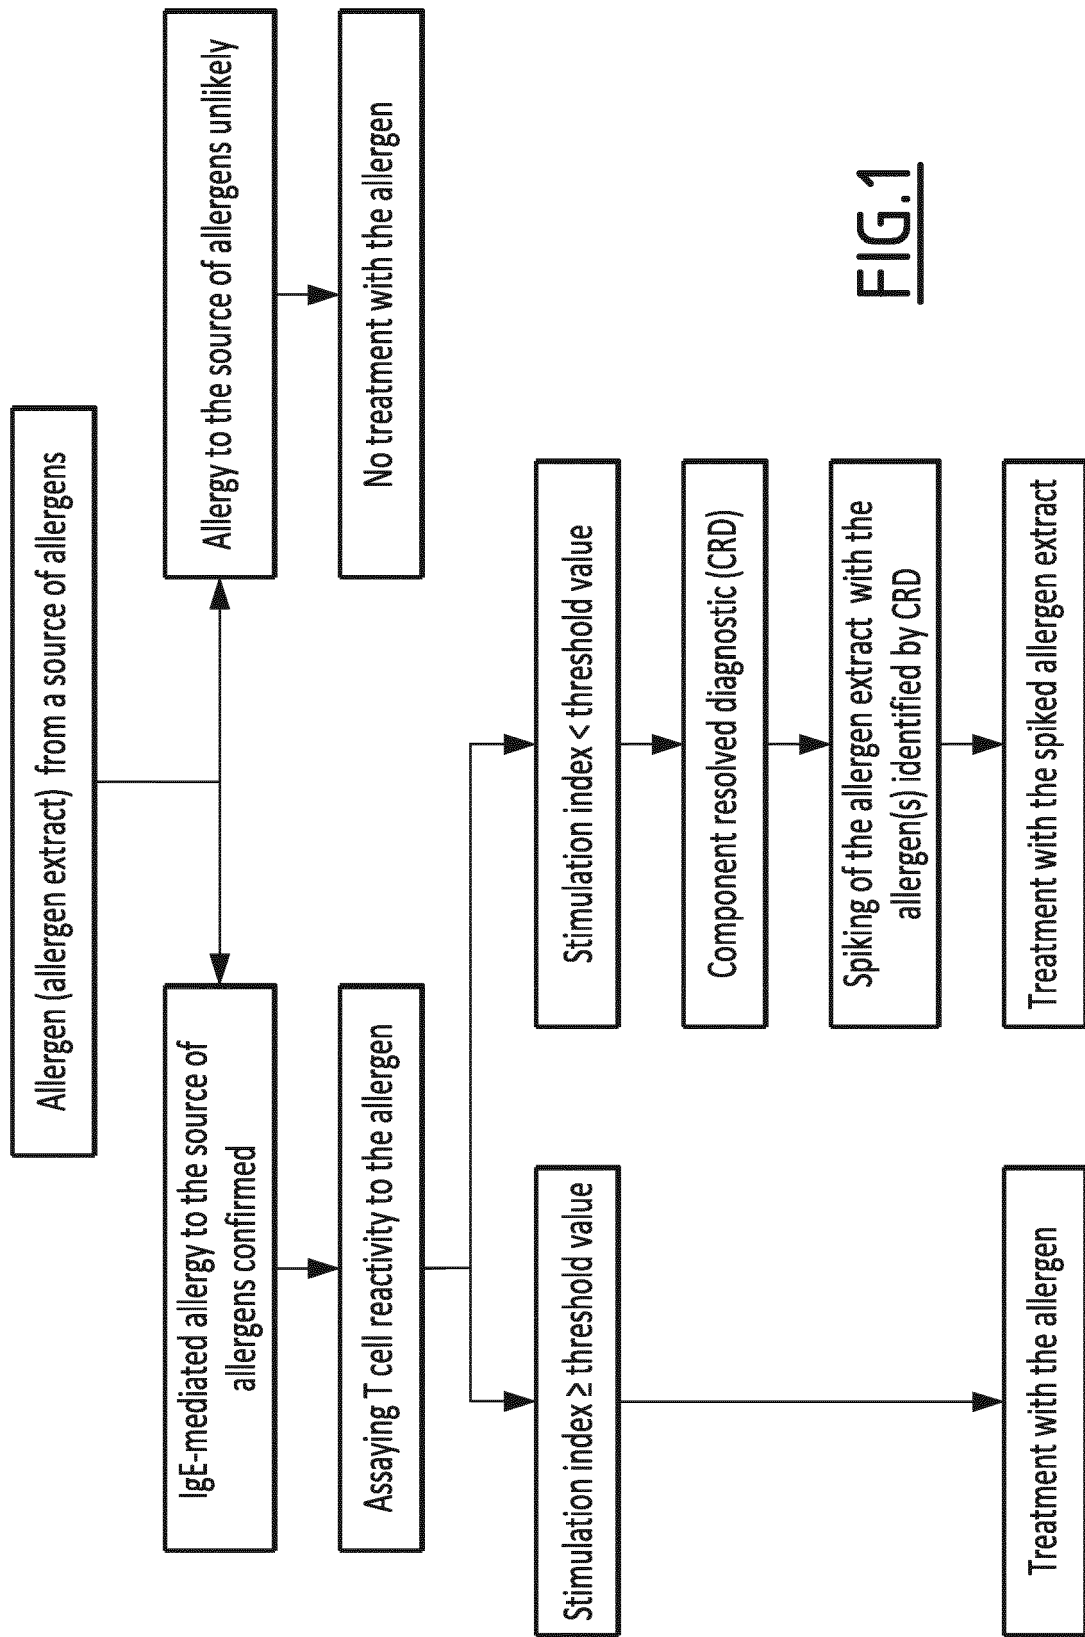 Allergen (allergen extract) from a source of allergens
IgE-mediated allergy to the source of
allergens confirmed
Allergy to the source of allergens unlikely
Assaying T cell reactivity to the allergen
No treatment with the allergen
Stimulation index ≥ threshold value
Stimulation index < threshold value
Component resolved diagnostic (CRD)
Spiking of the allergen extract with the
allergen(s) identified by CRD
Treatment with the allergen
Treatment with the spiked allergen extract
FIG.1